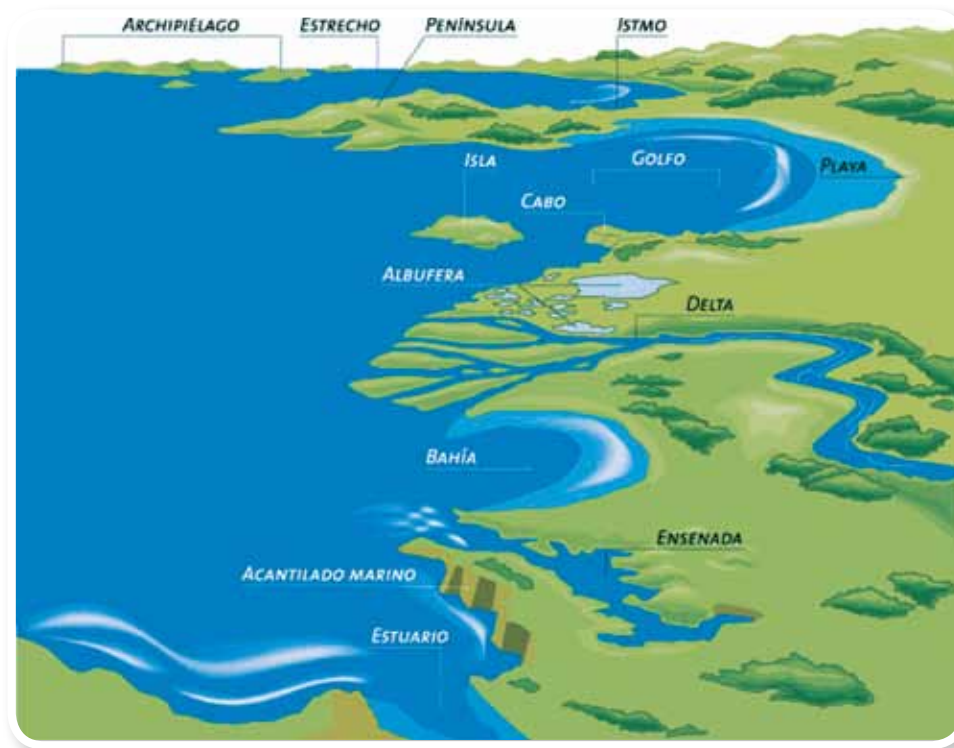 ARCHIPIÉLAGO
ESTRECHO
PENÍNSULA
ISTMO
ISLA
GOLFO
PLAYA
CABO
ALBUFERA
DELTA
BAHÍA
ENSENADA
ACANTILADO MARINO
ESTUARIO